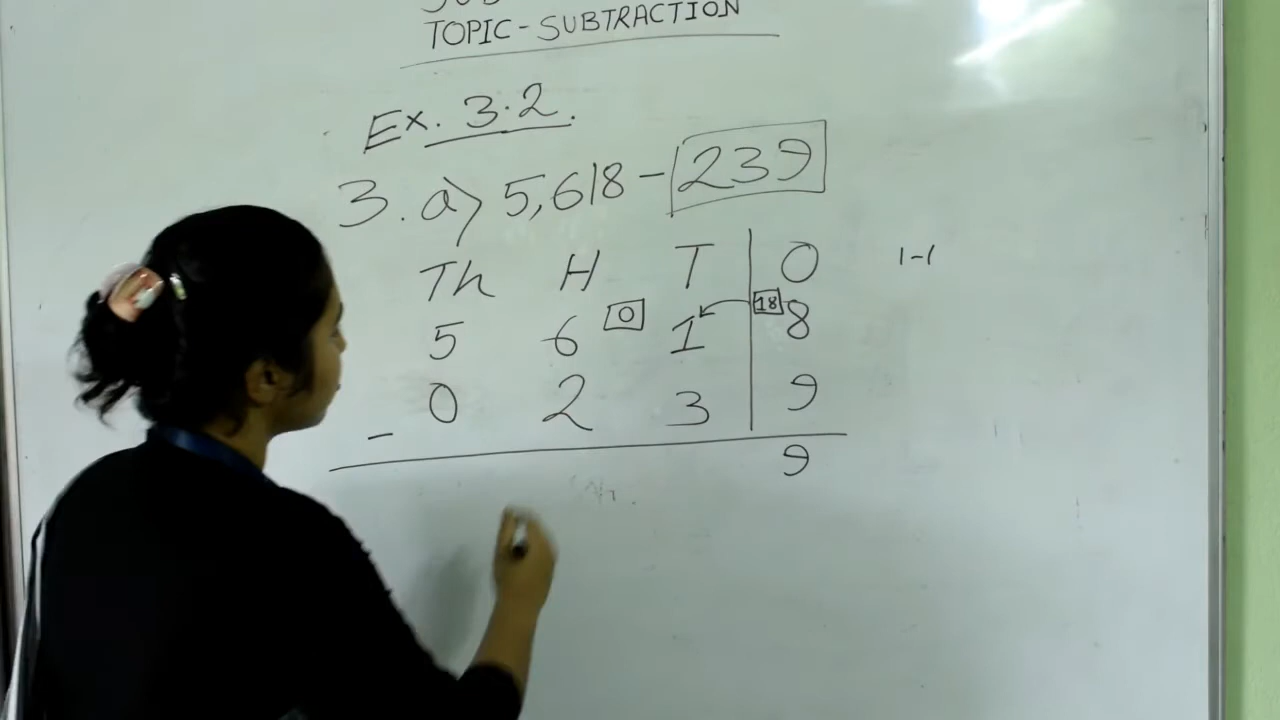 TOPIC-SUBTRACTION
Ex. 3.2.
3. a) 5,618 - 239
Th H T O 1-1
5 6 0 1 18 8
0 2 3 9
-
9